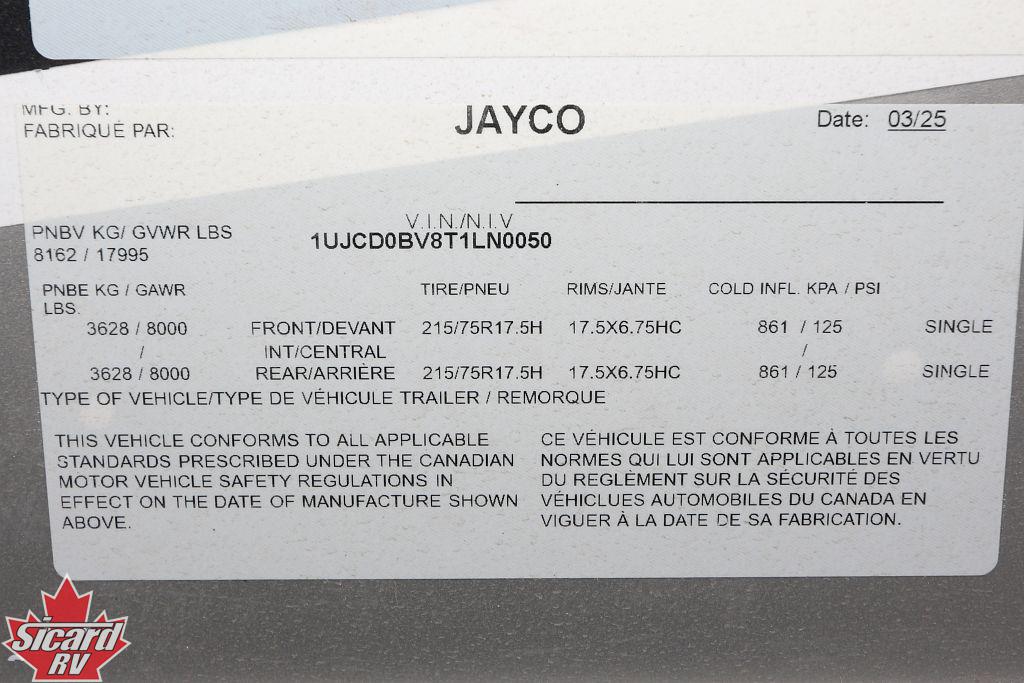 MFG. BY:
FABRIQUÉ PAR:
JAYCO
Date: 03/25
V.I.N./N.I.V
1UJCD0BV8T1LN0050
PNBV KG/ GVWR LBS
8162 / 17995
PNBE KG / GAWR LBS. TIRE/PNEU RIMS/JANTE COLD INFL. KPA / PSI
3628 / 8000 FRONT/DEVANT 215/75R17.5H 17.5X6.75HC 861 / 125 SINGLE
/ INT/CENTRAL /
3628 / 8000 REAR/ARRIÈRE 215/75R17.5H 17.5X6.75HC 861 / 125 SINGLE
TYPE OF VEHICLE/TYPE DE VÉHICULE TRAILER / REMORQUE
THIS VEHICLE CONFORMS TO ALL APPLICABLE
STANDARDS PRESCRIBED UNDER THE CANADIAN
MOTOR VEHICLE SAFETY REGULATIONS IN
EFFECT ON THE DATE OF MANUFACTURE SHOWN
ABOVE.
CE VÉHICULE EST CONFORME À TOUTES LES
NORMES QUI LUI SONT APPLICABLES EN VERTU
DU REGLEMENT SUR LA SÉCURITÉ DES
VÉHICLUES AUTOMOBILES DU CANADA EN
VIGUER À LA DATE DE SA FABRICATION.
Sicard
RV